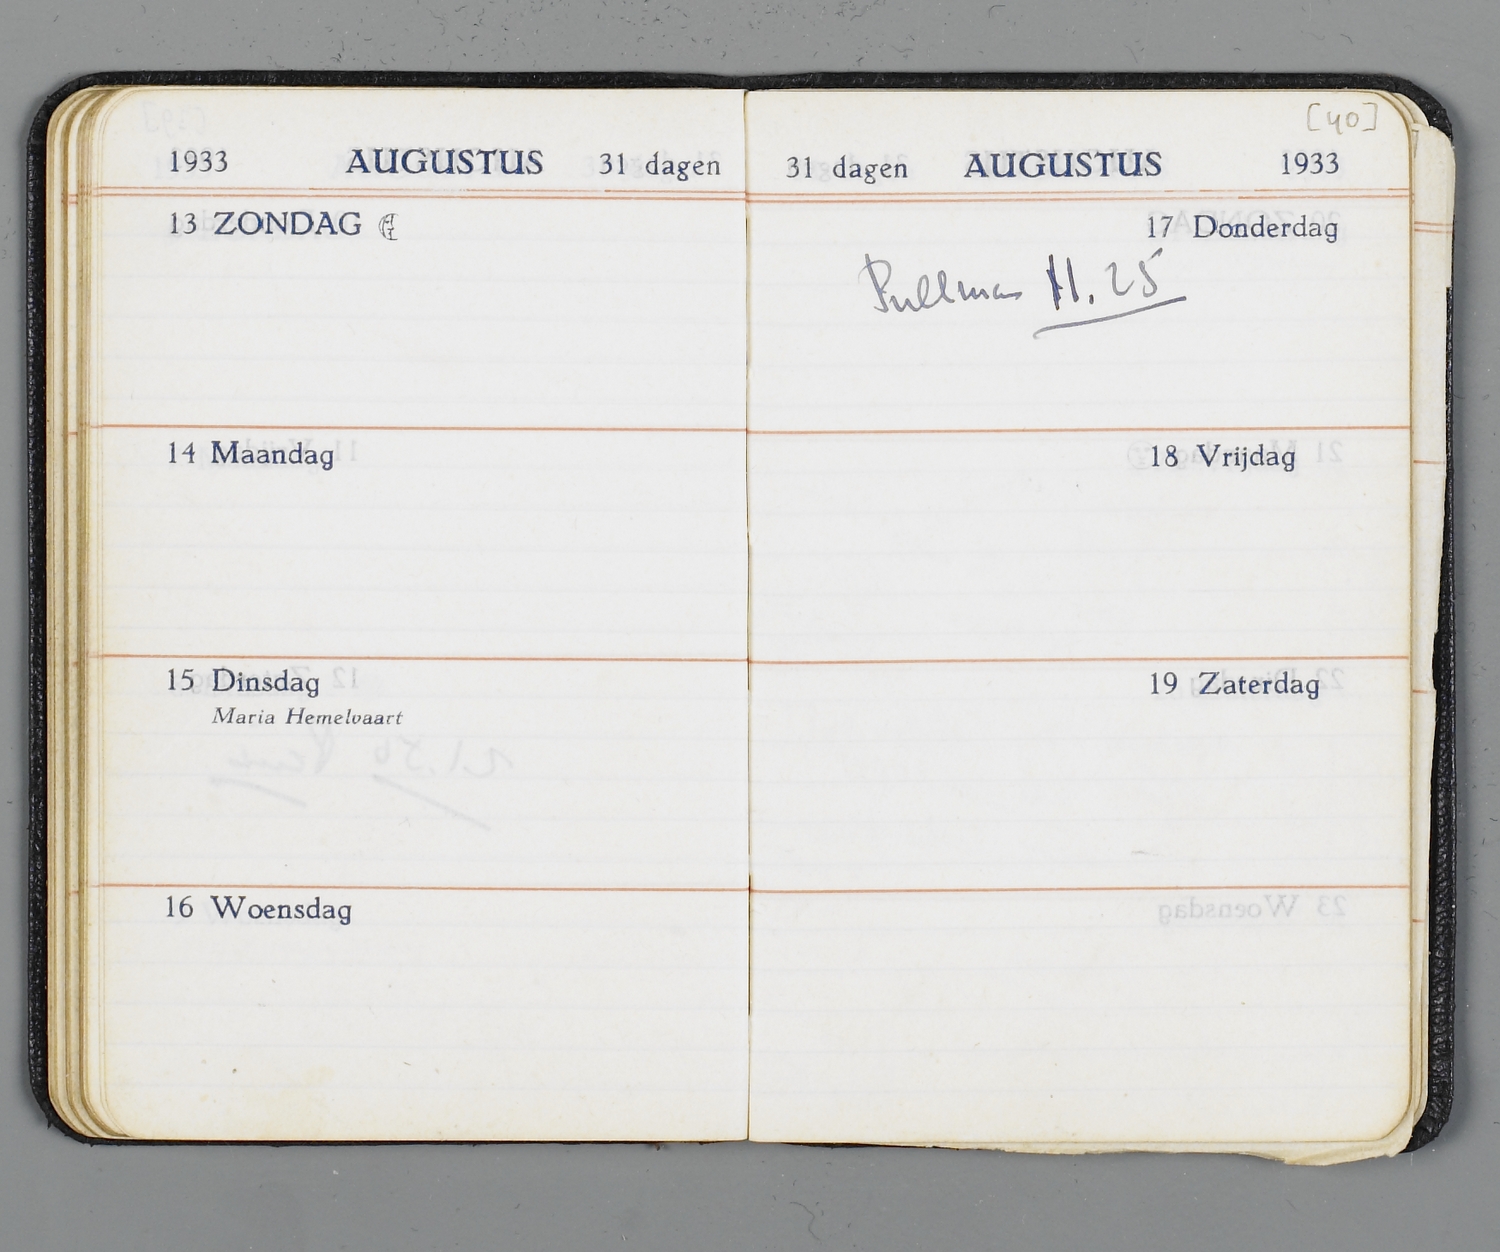 1933 AUGUSTUS 31 dagen
13 ZONDAG
14 Maandag
15 Dinsdag
Maria Hemelvaart
16 Woensdag
[40]
31 dagen AUGUSTUS 1933
17 Donderdag
Pullman 11.25
18 Vrijdag
19 Zaterdag